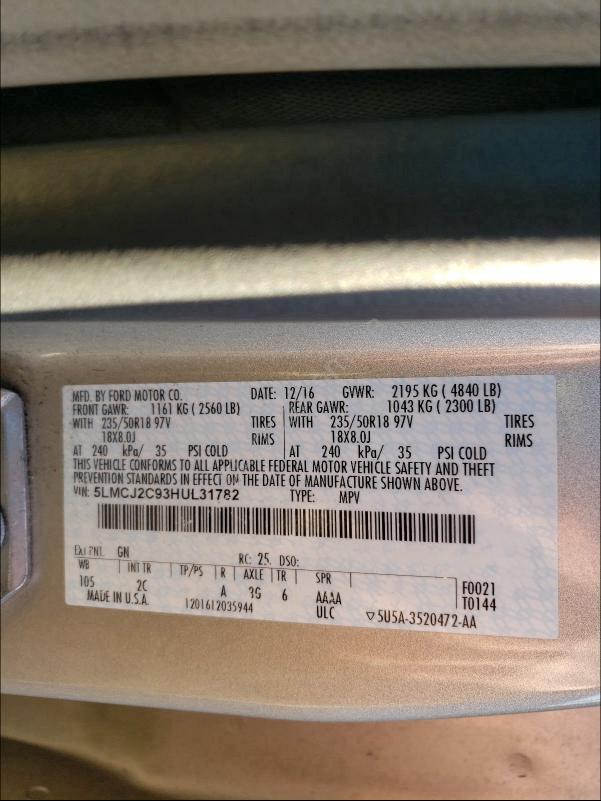 MFD. BY FORD MOTOR CO. DATE: 12/16 GVWR: 2195 KG ( 4840 LB)
FRONT GAWR: 1161 KG ( 2560 LB) REAR GAWR: 1043 KG ( 2300 LB)
WITH 235/50R18 97V TIRES WITH 235/50R18 97V TIRES
18X8.0J RIMS 18X8.0J RIMS
AT 240 kPa/ 35 PSI COLD AT 240 kPa/ 35 PSI COLD
THIS VEHICLE CONFORMS TO ALL APPLICABLE FEDERAL MOTOR VEHICLE SAFETY AND THEFT
PREVENTION STANDARDS IN EFFECT ON THE DATE OF MANUFACTURE SHOWN ABOVE.
VIN: 5LMCJ2C93HUL31782 TYPE: MPV
EXT PNT: GN RC: 25 DSO:
WB INT TR TP/PS R AXLE TR SPR F0021
105 2C A 3G 6 AAAA T0144
MADE IN U.S.A. 1201612035944 ULC ▽5U5A-3520472-AA